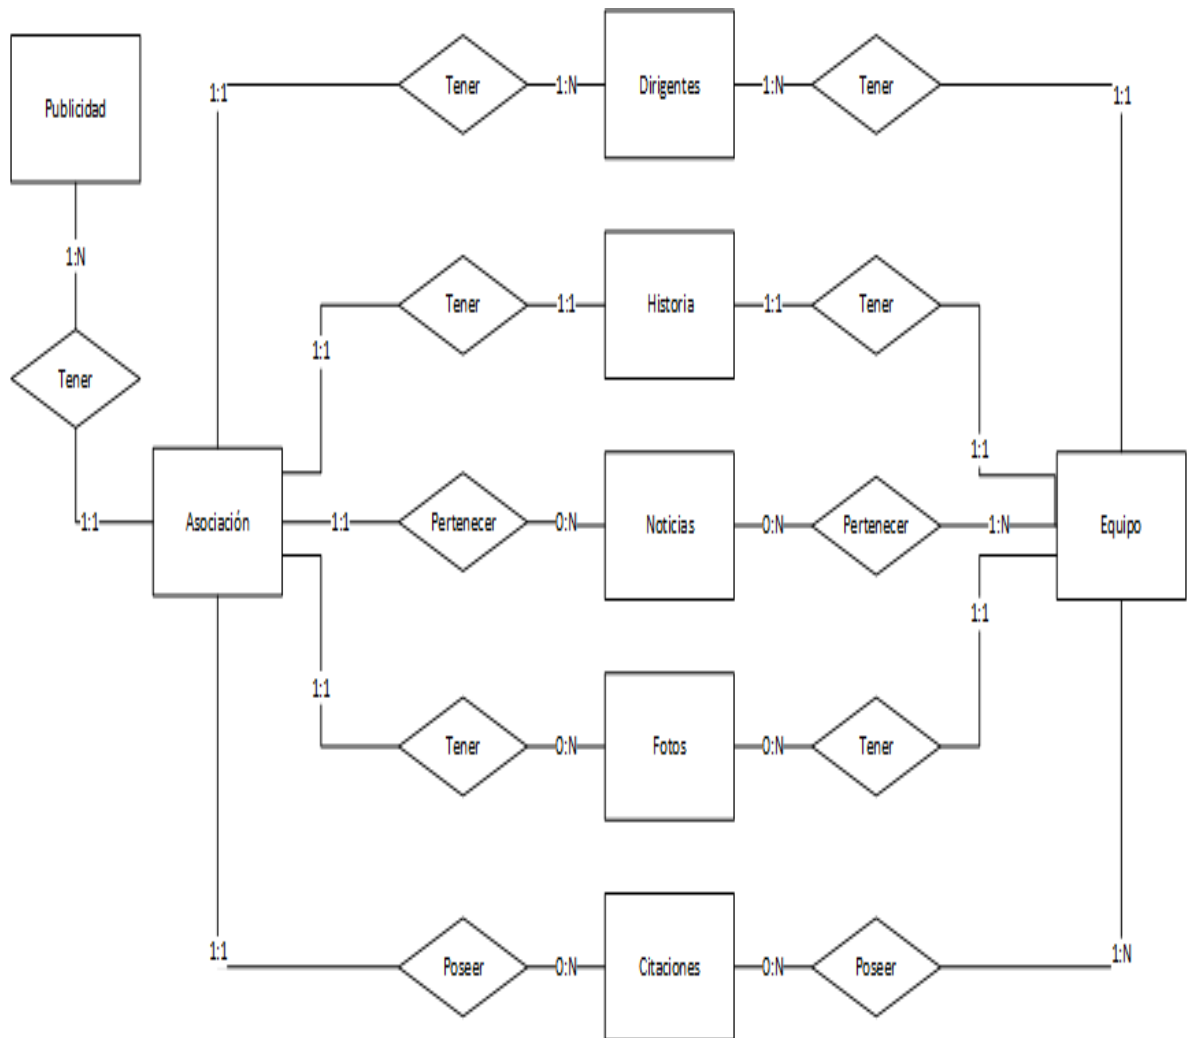 Publicidad
1:N
Tener
1:1
1:1
Tener
1:N
Dirigentes
1:N
Tener
1:1
1:1
Tener
1:1
Historia
1:1
Tener
1:1
Asociación
1:1
Pertenecer
0:N
Noticias
0:N
Pertenecer
1:N
Equipo
1:1
Tener
0:N
Fotos
0:N
Tener
1:1
1:1
Poseer
0:N
Citaciones
0:N
Poseer
1:N